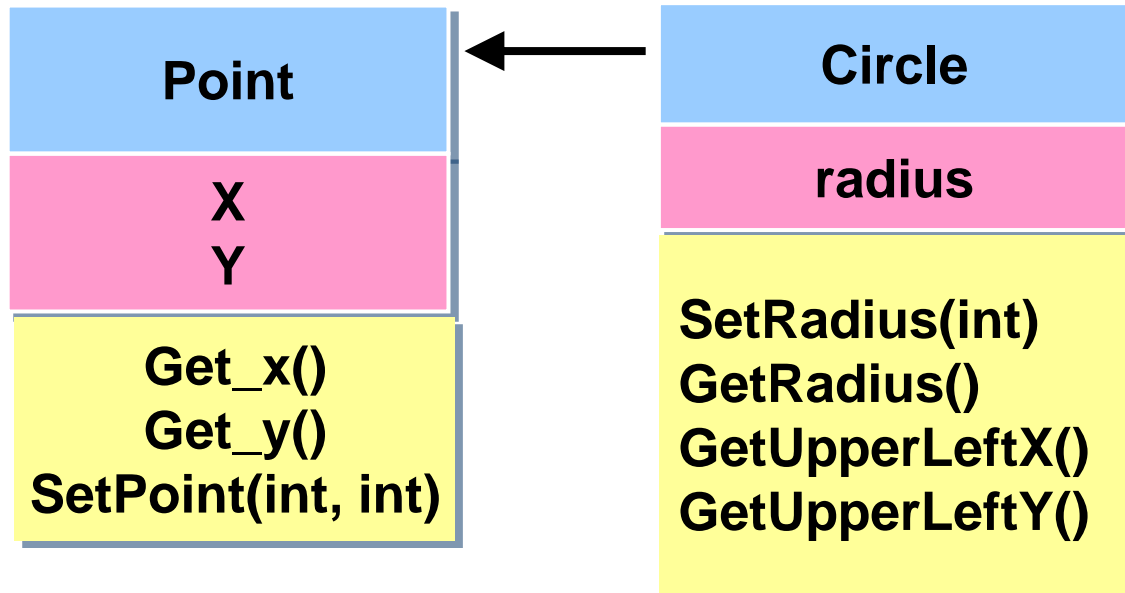 Point
X
Y
Get_x()
Get_y()
SetPoint(int, int)
Circle
radius
SetRadius(int)
GetRadius()
GetUpperLeftX()
GetUpperLeftY()